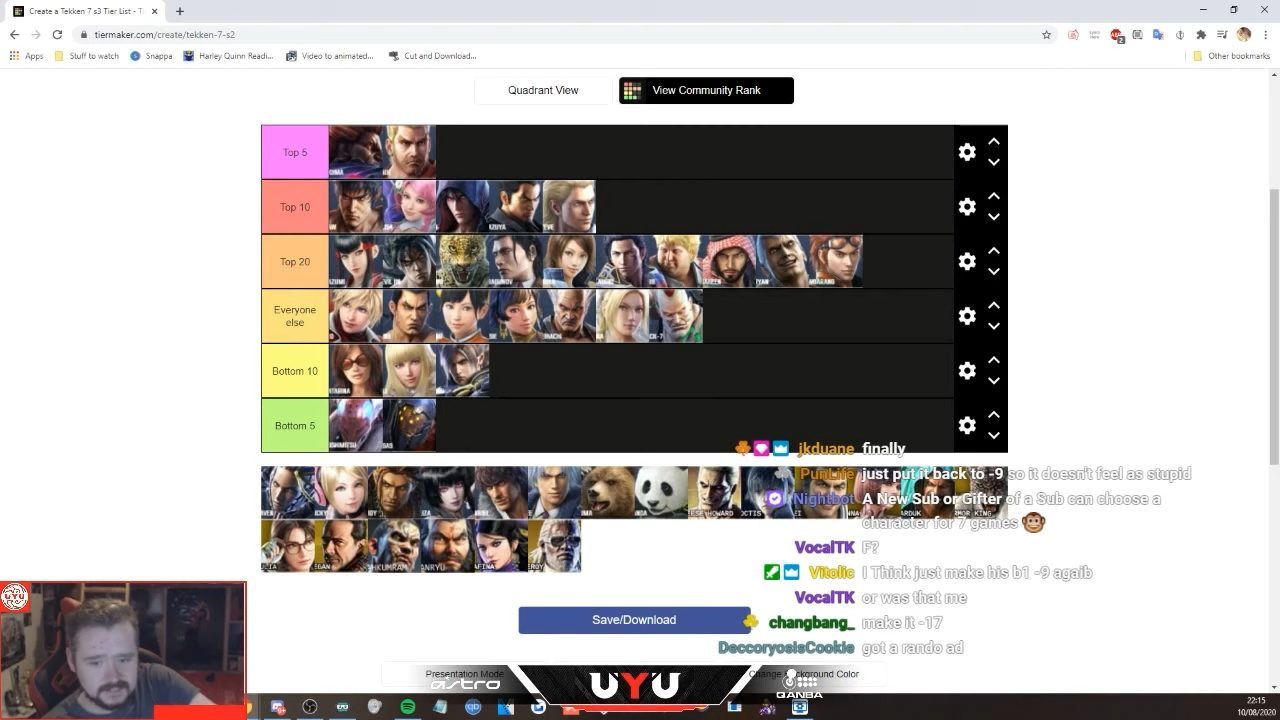 Create a Tekken 7 s3 Tier List - Ti
tiermaker.com/create/tekken-7-s2
Apps
Stuff to watch
Snappa
Harley Quinn Readi...
Video to animated...
Cut and Download...
Other bookmarks
Quadrant View
View Community Rank
Top 5
Top 10
Top 20
Everyone
else
Bottom 10
Bottom 5
jkduane finally
PunLife just put it back to -9 so it doesn't feel as stupid
Nightbot A New Sub or Gifter of a Sub can choose a
character for 7 games
VocalTK F?
Vitolic I Think just make his b1 -9 agaib
VocalTK or was that me
changbang_ make it -17
DeccoryosisCookie got a rando ad
Save/Download
Presentation Mode
astro
UYU
QANBA
22:15
10/08/2020